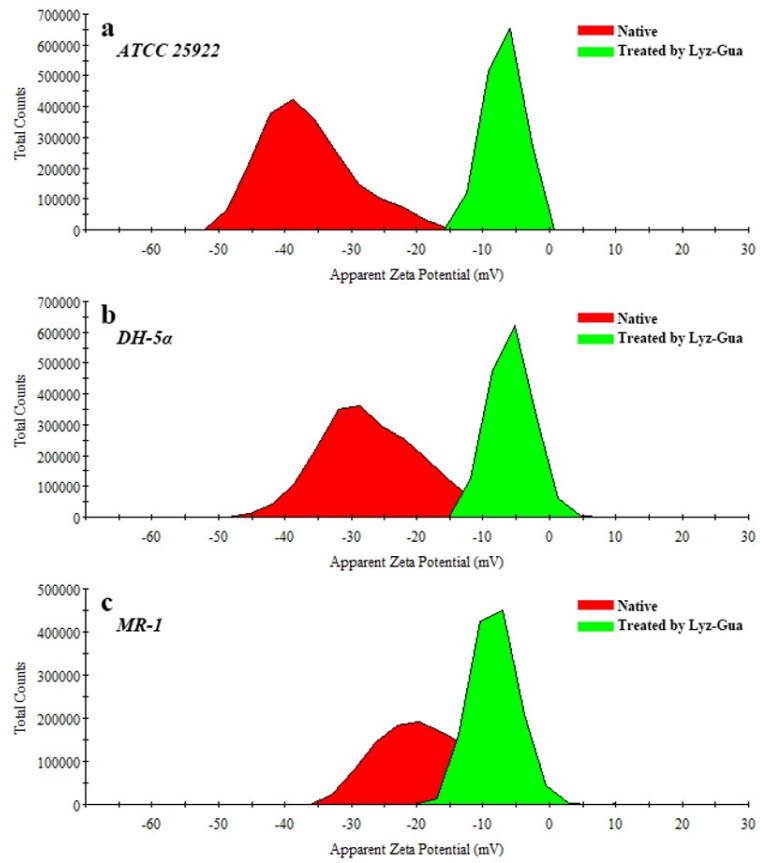 a
ATCC 25922
Native
Treated by Lyz-Gua
Total Counts
700000
600000
500000
400000
300000
200000
100000
0
-60 -50 -40 -30 -20 -10 0 10 20 30
Apparent Zeta Potential (mV)
b
DH-5α
Native
Treated by Lyz-Gua
Total Counts
700000
600000
500000
400000
300000
200000
100000
0
-60 -50 -40 -30 -20 -10 0 10 20 30
Apparent Zeta Potential (mV)
c
MR-1
Native
Treated by Lyz-Gua
Total Counts
500000
400000
300000
200000
100000
0
-60 -50 -40 -30 -20 -10 0 10 20 30
Apparent Zeta Potential (mV)